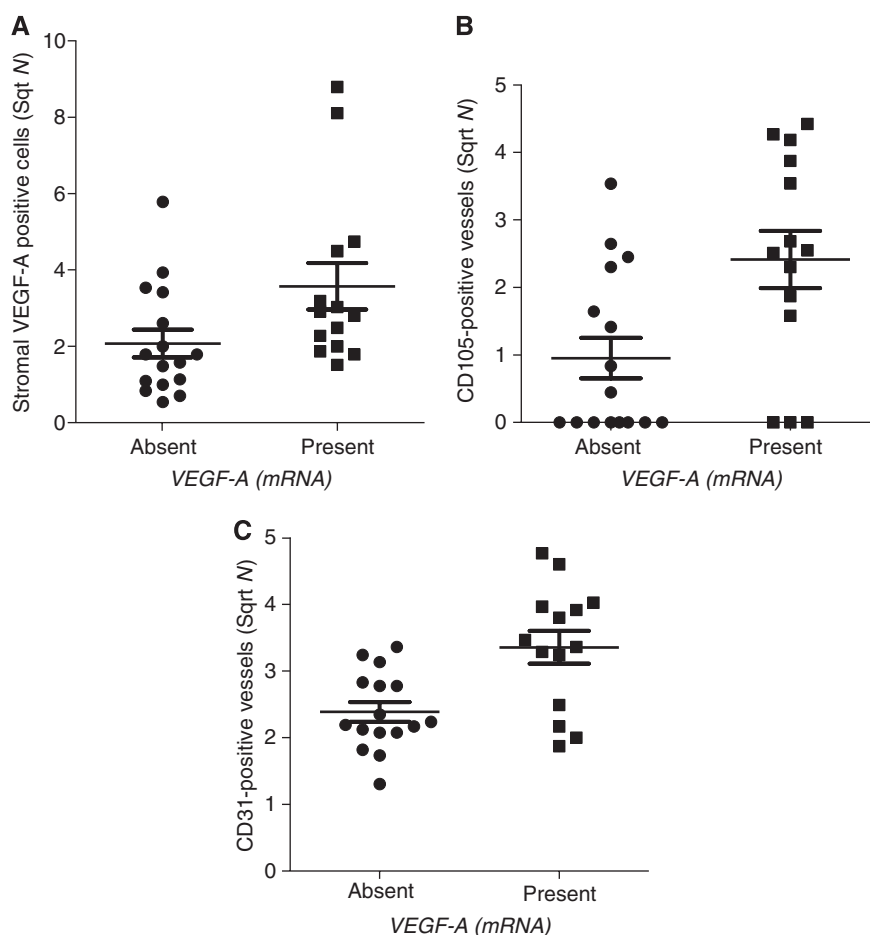 A
Stromal VEGF-A positive cells (Sqt N)
10
8
6
4
2
0
Absent
Present
VEGF-A (mRNA)
B
CD105-positive vessels (Sqrt N)
5
4
3
2
1
0
Absent
Present
VEGF-A (mRNA)
C
CD31-positive vessels (Sqrt N)
5
4
3
2
1
0
Absent
Present
VEGF-A (mRNA)